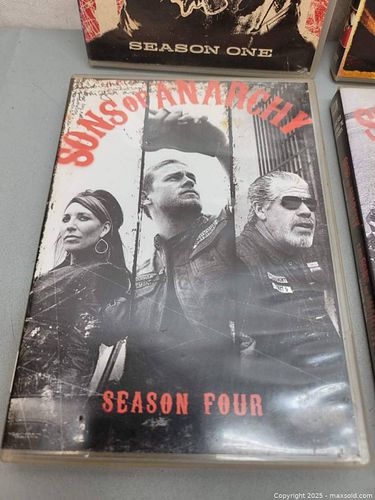 SEASON ONE
SONS OF ANARCHY
SEASON FOUR
Copyright 2025 - maxsold.com